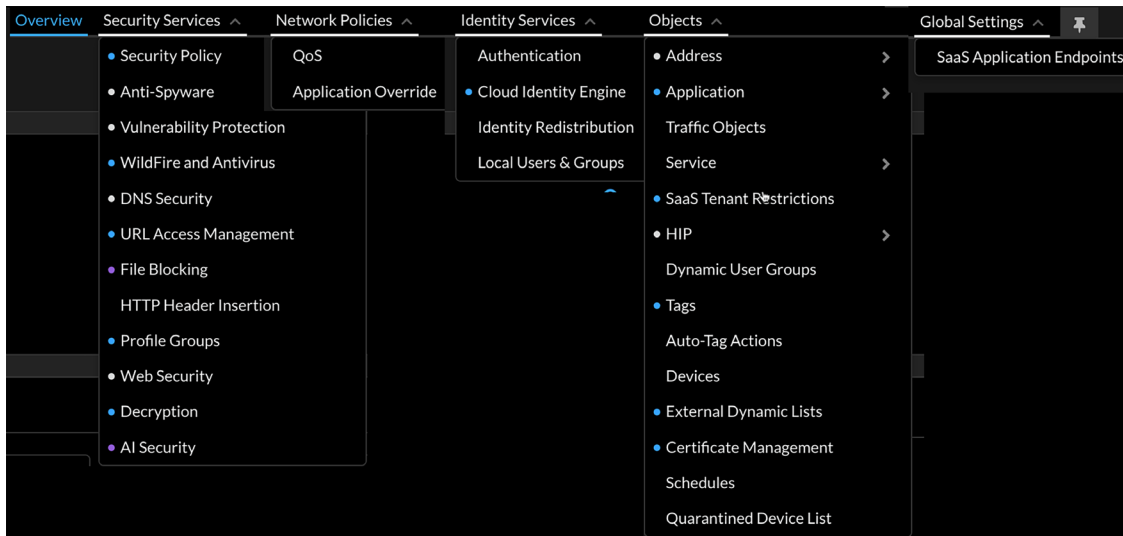 Overview
Security Services
Network Policies
Identity Services
Objects
Global Settings
Security Policy
Anti-Spyware
Vulnerability Protection
WildFire and Antivirus
DNS Security
URL Access Management
File Blocking
HTTP Header Insertion
Profile Groups
Web Security
Decryption
AI Security
QoS
Application Override
Authentication
Cloud Identity Engine
Identity Redistribution
Local Users & Groups
Address
Application
Traffic Objects
Service
SaaS Tenant Restrictions
HIP
Dynamic User Groups
Tags
Auto-Tag Actions
Devices
External Dynamic Lists
Certificate Management
Schedules
Quarantined Device List
SaaS Application Endpoints